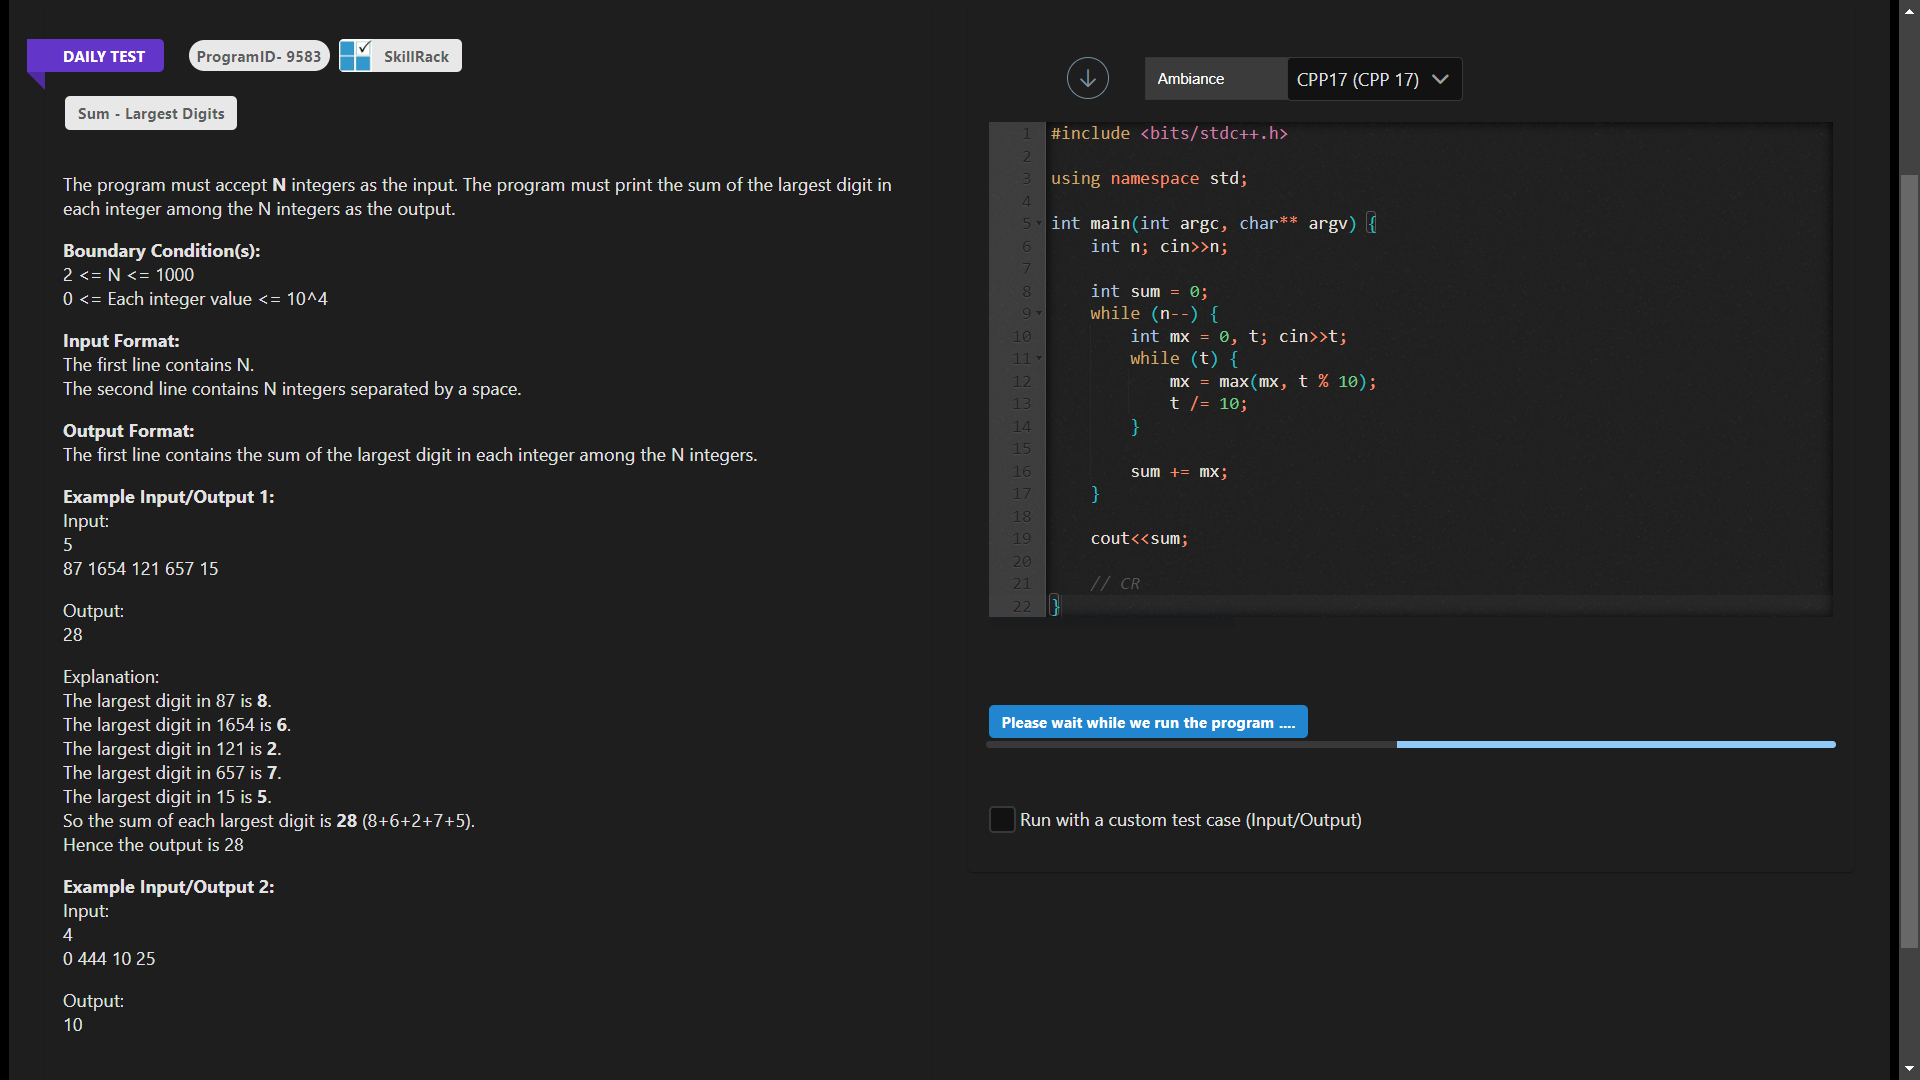 DAILY TEST
ProgramID- 9583
SkillRack
Sum - Largest Digits
The program must accept N integers as the input. The program must print the sum of the largest digit in
each integer among the N integers as the output.
Boundary Condition(s):
2 <= N <= 1000
0 <= Each integer value <= 10^4
Input Format:
The first line contains N.
The second line contains N integers separated by a space.
Output Format:
The first line contains the sum of the largest digit in each integer among the N integers.
Example Input/Output 1:
Input:
5
87 1654 121 657 15
Output:
28
Explanation:
The largest digit in 87 is 8.
The largest digit in 1654 is 6.
The largest digit in 121 is 2.
The largest digit in 657 is 7.
The largest digit in 15 is 5.
So the sum of each largest digit is 28 (8+6+2+7+5).
Hence the output is 28
Example Input/Output 2:
Input:
4
0 444 10 25
Output:
10
Ambiance
CPP17 (CPP 17)
1 #include <bits/stdc++.h>
2
3 using namespace std;
4
5 int main(int argc, char** argv) {
6     int n; cin>>n;
7
8     int sum = 0;
9     while (n--) {
10         int mx = 0, t; cin>>t;
11         while (t) {
12             mx = max(mx, t % 10);
13             t /= 10;
14         }
15
16         sum += mx;
17     }
18
19     cout<<sum;
20
21     // CR
22 }
Please wait while we run the program ....
Run with a custom test case (Input/Output)